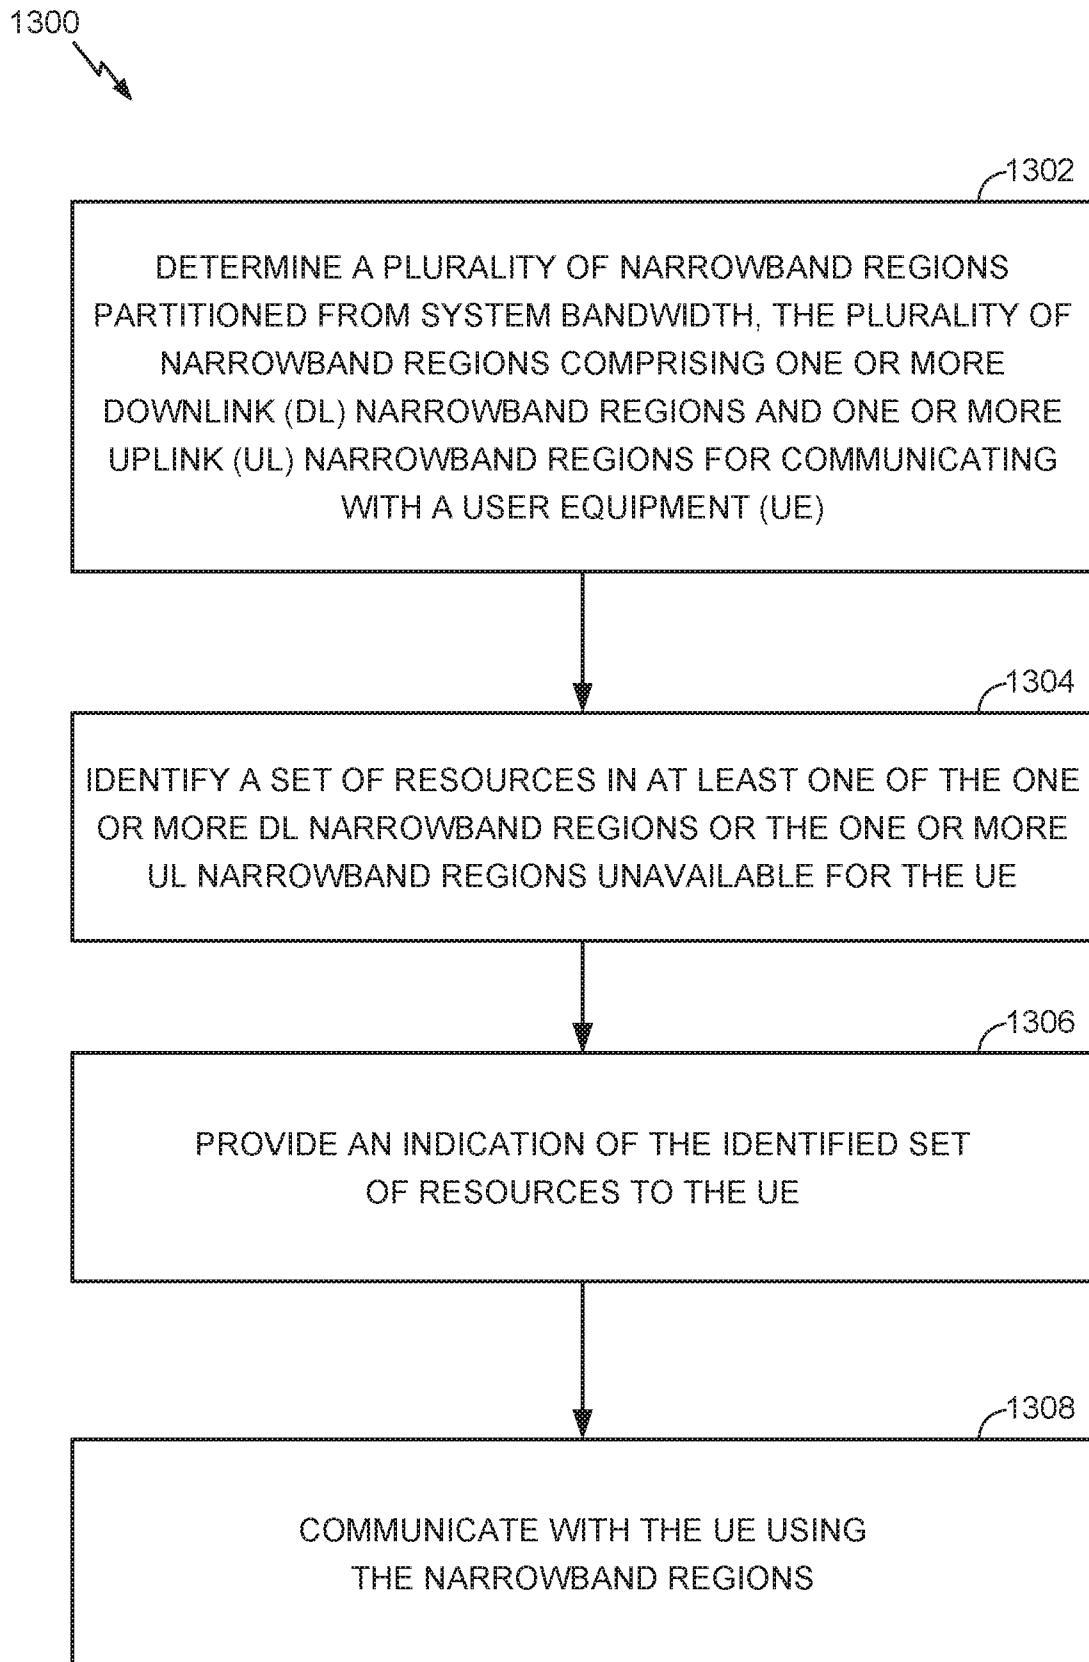 1300
1302
DETERMINE A PLURALITY OF NARROWBAND REGIONS
PARTITIONED FROM SYSTEM BANDWIDTH, THE PLURALITY OF
NARROWBAND REGIONS COMPRISING ONE OR MORE
DOWNLINK (DL) NARROWBAND REGIONS AND ONE OR MORE
UPLINK (UL) NARROWBAND REGIONS FOR COMMUNICATING
WITH A USER EQUIPMENT (UE)
1304
IDENTIFY A SET OF RESOURCES IN AT LEAST ONE OF THE ONE
OR MORE DL NARROWBAND REGIONS OR THE ONE OR MORE
UL NARROWBAND REGIONS UNAVAILABLE FOR THE UE
1306
PROVIDE AN INDICATION OF THE IDENTIFIED SET
OF RESOURCES TO THE UE
1308
COMMUNICATE WITH THE UE USING
THE NARROWBAND REGIONS